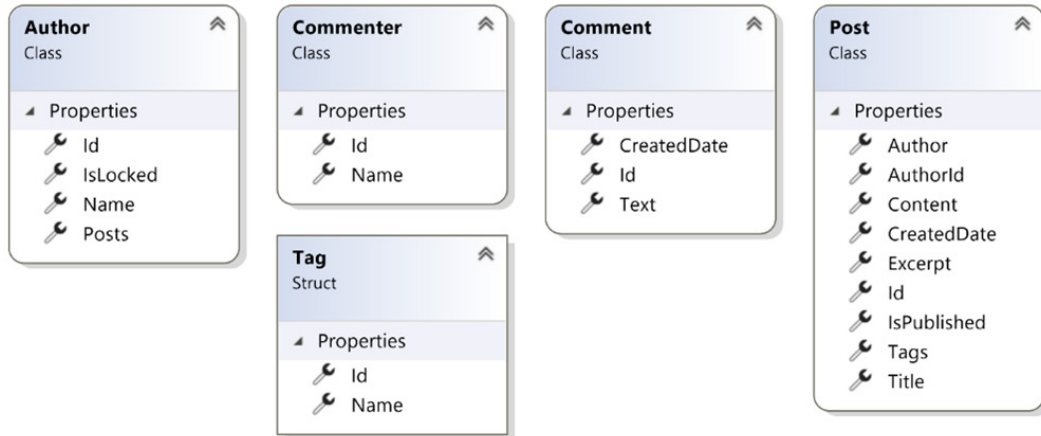 Author
Class
Properties
Id
IsLocked
Name
Posts
Commenter
Class
Properties
Id
Name
Tag
Struct
Properties
Id
Name
Comment
Class
Properties
CreatedDate
Id
Text
Post
Class
Properties
Author
AuthorId
Content
CreatedDate
Excerpt
Id
IsPublished
Tags
Title